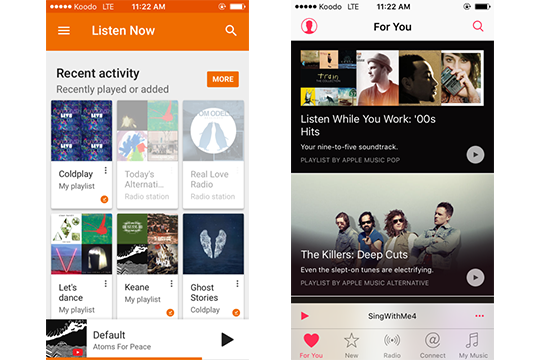 Koodo LTE 11:22 AM
Listen Now
Recent activity
Recently played or added
MORE
Coldplay
My playlist
Today's
Alternati...
Radio station
Real Love
Radio
Radio station
Let's
dance
My playlist
Keane
My playlist
Ghost
Stories
Coldplay
Default
Atoms For Peace
Koodo LTE 11:22 AM
For You
Train
Listen While You Work: '00s
Hits
Your nine-to-five soundtrack.
PLAYLIST BY APPLE MUSIC POP
The Killers: Deep Cuts
Even the slept-on tunes are electrifying.
PLAYLIST BY APPLE MUSIC ALTERNATIVE
SingWithMe4
For You
New
Radio
Connect
My Music